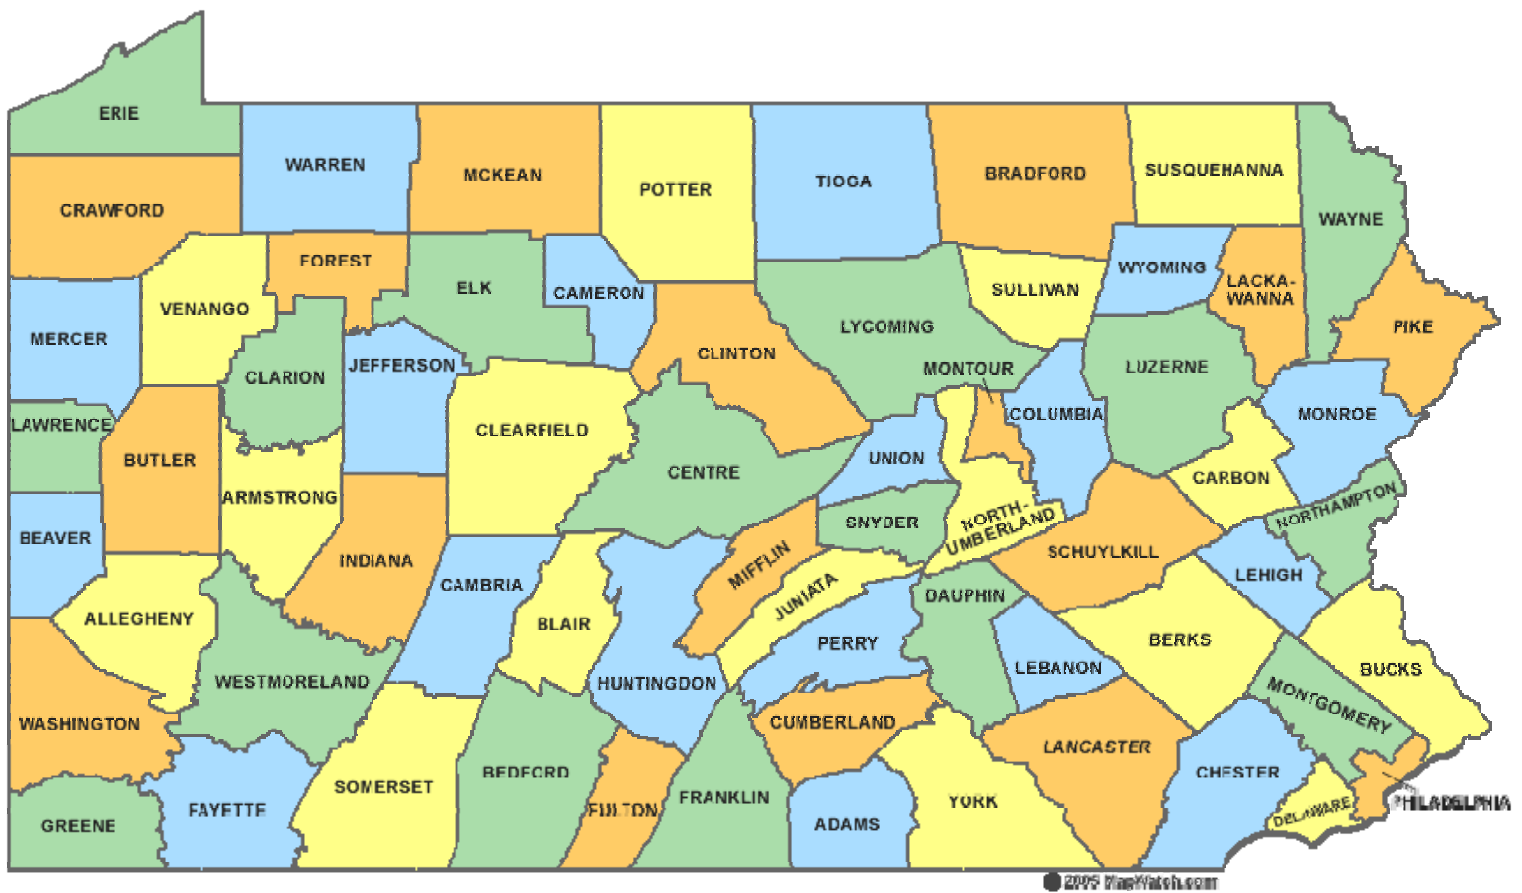 ERIE
WARREN
MCKEAN
POTTER
TIOGA
BRADFORD
SUSQUEHANNA
WAYNE
CRAWFORD
FOREST
ELK
CAMERON
SULLIVAN
WYOMING
LACKA-
WANNA
PIKE
MERCER
VENANGO
CLARION
JEFFERSON
CLINTON
LYCOMING
MONTOUR
COLUMBIA
LUZERNE
MONROE
LAWRENCE
BUTLER
ARMSTRONG
CLEARFIELD
CENTRE
UNION
CARBON
BEAVER
INDIANA
CAMBRIA
SNYDER
NORTH-
UMBERLAND
SCHUYLKILL
NORTHAMPTON
LEHIGH
ALLEGHENY
BLAIR
MIFFLIN
JUNIATA
DAUPHIN
BERKS
WASHINGTON
WESTMORELAND
HUNTINGDON
PERRY
LEBANON
BUCKS
MONTGOMERY
SOMERSET
BEDFORD
CUMBERLAND
LANCASTER
GREENE
FAYETTE
FULTON
FRANKLIN
ADAMS
YORK
CHESTER
DELAWARE
PHILADELPHIA
2005 MapWatch.com